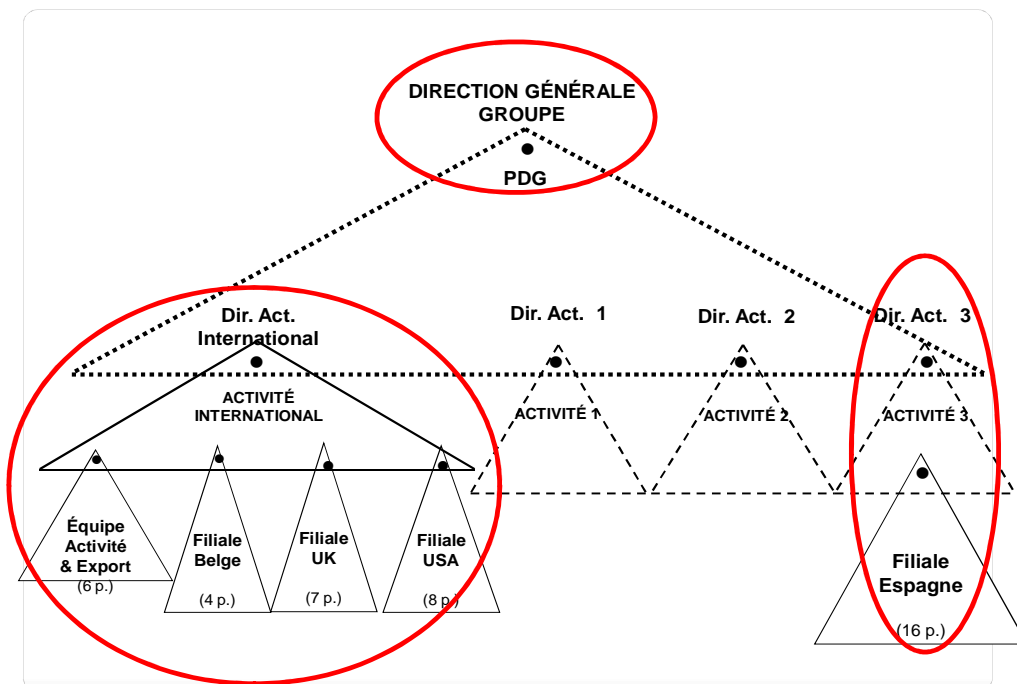 DIRECTION GÉNÉRALE
GROUPE
PDG
Dir. Act.
International
Dir. Act. 1
Dir. Act. 2
Dir. Act. 3
ACTIVITÉ
INTERNATIONAL
ACTIVITÉ 1
ACTIVITÉ 2
ACTIVITÉ 3
Équipe
Activité
& Export
(6 p.)
Filiale
Belge
(4 p.)
Filiale
UK
(7 p.)
Filiale
USA
(8 p.)
Filiale
Espagne
(16 p.)